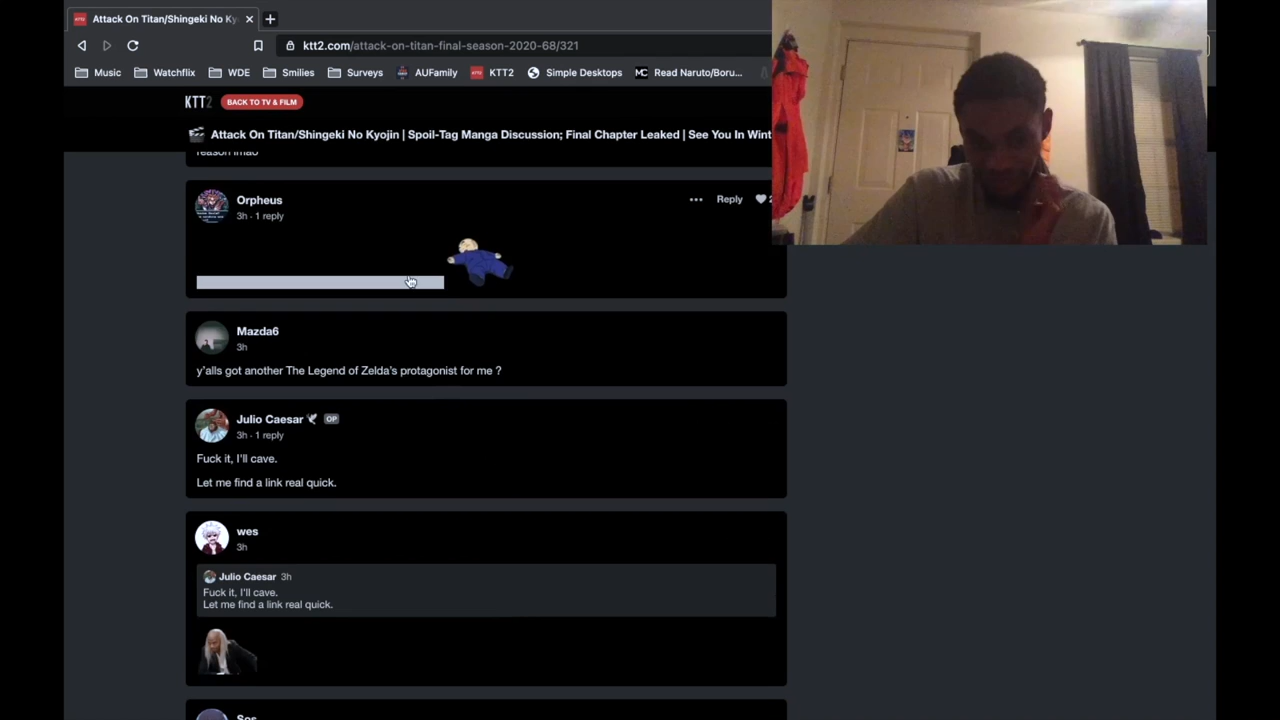 Attack On Titan/Shingeki No Ky
ktt2.com/attack-on-titan-final-season-2020-68/321
Music
Watchflix
WDE
Smilies
Surveys
AUFamily
KTT2
Simple Desktops
Read Naruto/Boru...
KTT2
BACK TO TV & FILM
Attack On Titan/Shingeki No Kyojin | Spoil-Tag Manga Discussion; Final Chapter Leaked | See You In Wint
reason lmao
Orpheus
3h · 1 reply
Reply
2
Mazda6
3h
y'alls got another The Legend of Zelda's protagonist for me ?
Julio Caesar OP
3h · 1 reply
Fuck it, I'll cave.
Let me find a link real quick.
wes
3h
Julio Caesar 3h
Fuck it, I'll cave.
Let me find a link real quick.
Sos